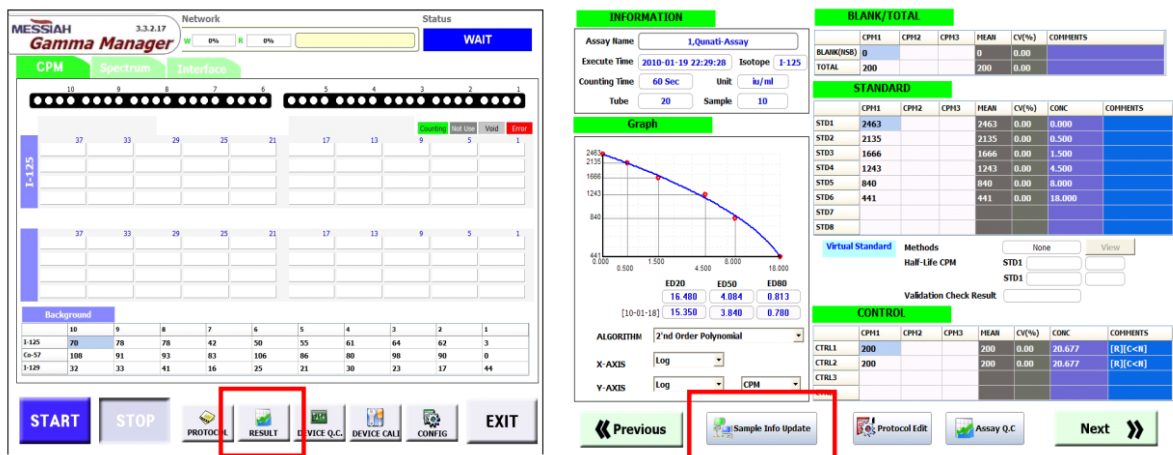 MESSIAH 3.3.2.17
Gamma Manager
Network
W 0% R 0%
Status
WAIT
CPM Spectrum Interface
10 9 8 7 6 5 4 3 2 1
Counting Not Use Void Error
37 33 29 25 21 17 13 9 5 1
I-125
37 33 29 25 21 17 13 9 5 1
Background
10 9 8 7 6 5 4 3 2 1
I-125 70 78 78 42 50 55 61 64 62 3
Co-57 108 91 93 83 106 86 80 98 90 0
I-129 32 33 41 16 25 21 30 23 17 44
START STOP PROTOCOL RESULT DEVICE Q.C. DEVICE CALI CONFIG EXIT
INFORMATION
Assay Name 1,Qunati-Assay
Execute Time 2010-01-19 22:29:28 Isotope I-125
Counting Time 60 Sec Unit iu/ml
Tube 20 Sample 10
Graph
2463
2135
1666
1243
840
441
0.000 0.500 1.500 4.500 8.000 18.000
ED20 ED50 ED80
16.480 4.084 0.813
[10-01-18] 15.350 3.840 0.780
ALGORITHM 2'nd Order Polynomial
X-AXIS Log
Y-AXIS Log CPM
BLANK/TOTAL
CPM1 CPM2 CPM3 MEAN CV(%) COMMENTS
BLANK(NSB) 0 0 0.00
TOTAL 200 200 0.00
STANDARD
CPM1 CPM2 CPM3 MEAN CV(%) CONC COMMENTS
STD1 2463 2463 0.00 0.000
STD2 2135 2135 0.00 0.500
STD3 1666 1666 0.00 1.500
STD4 1243 1243 0.00 4.500
STD5 840 840 0.00 8.000
STD6 441 441 0.00 18.000
STD7
STD8
Virtual Standard Methods None View
Half-Life CPM STD1
STD1
Validation Check Result
CONTROL
CPM1 CPM2 CPM3 MEAN CV(%) CONC COMMENTS
CTRL1 200 200 0.00 20.677 [R][C<N]
CTRL2 200 200 0.00 20.677 [R][C<N]
CTRL3
Previous Sample Info Update Protocol Edit Assay Q.C Next